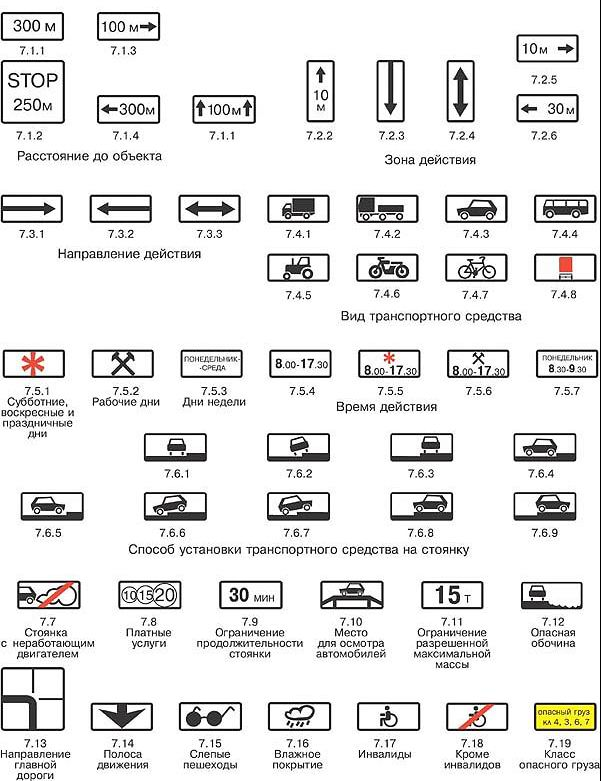 300 м
100 м
7.1.1
7.1.3
STOP
250м
300м
100м
7.1.2
7.1.4
7.1.1
Расстояние до объекта
10 м
10м
30 м
7.2.5
7.2.2
7.2.3
7.2.4
7.2.6
Зона действия
7.3.1
7.3.2
7.3.3
Направление действия
7.4.1
7.4.2
7.4.3
7.4.4
7.4.5
7.4.6
7.4.7
7.4.8
Вид транспортного средства
ПОНЕДЕЛЬНИК-
-СРЕДА
8.00-17.30
8.00-17.30
8.00-17.30
ПОНЕДЕЛЬНИК
8.30-9.30
7.5.1
7.5.2
7.5.3
7.5.4
7.5.5
7.5.6
7.5.7
Субботние,
воскресные и
праздничные
дни
Рабочие дни
Дни недели
Время действия
7.6.1
7.6.2
7.6.3
7.6.4
7.6.5
7.6.6
7.6.7
7.6.8
7.6.9
Способ установки транспортного средства на стоянку
10 15 20
30 мин
15 т
7.7
Стоянка
с неработающим
двигателем
7.8
Платные
услуги
7.9
Ограничение
продолжительности
стоянки
7.10
Место
для осмотра
автомобилей
7.11
Ограничение
разрешенной
максимальной
массы
7.12
Опасная
обочина
опасный груз
кл 4, 3, 6, 7
7.13
Направление
главной
дороги
7.14
Полоса
движения
7.15
Слепые
пешеходы
7.16
Влажное
покрытие
7.17
Инвалиды
7.18
Кроме
инвалидов
7.19
Класс
опасного груза